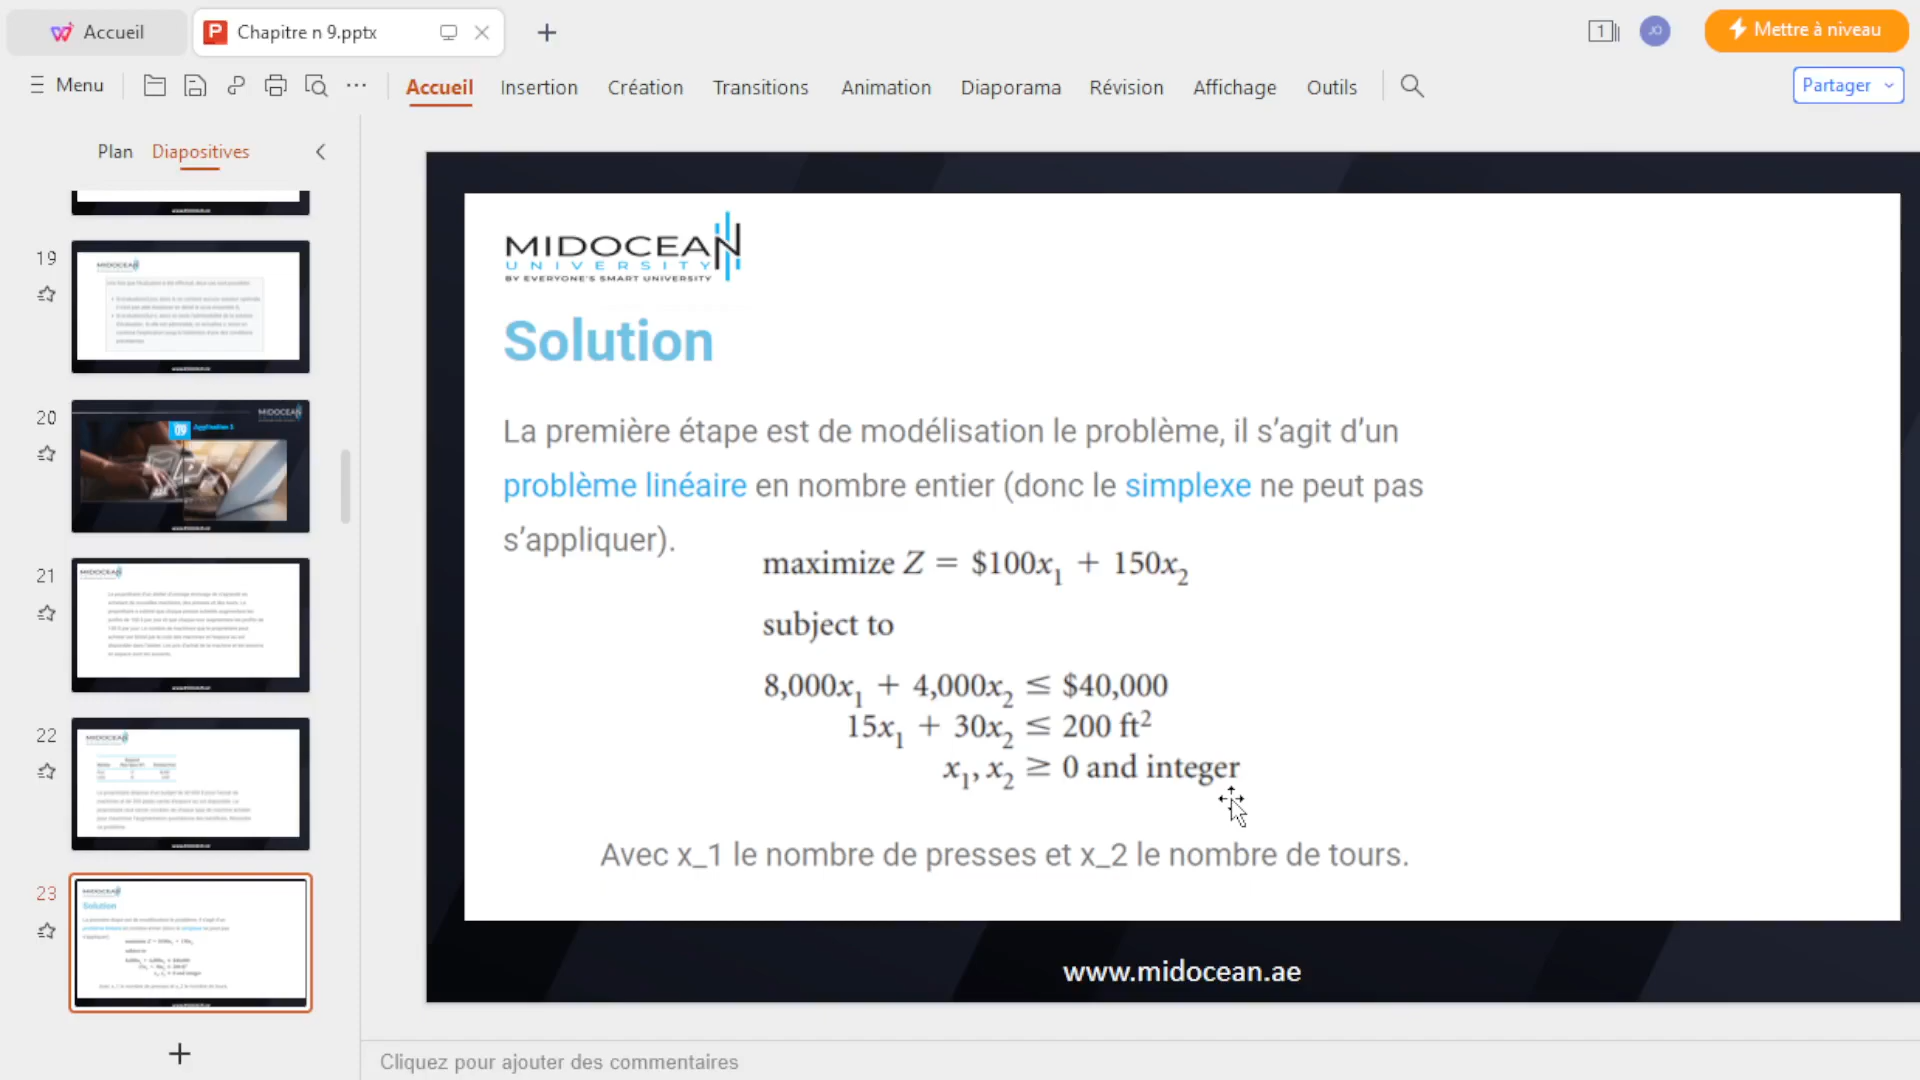 Accueil
Chapitre n 9.pptx
1
JO
Mettre à niveau
Menu
Accueil
Insertion
Création
Transitions
Animation
Diaporama
Révision
Affichage
Outils
Partager
Plan
Diapositives
19
20
21
22
23
MIDOCEAN
UNIVERSITY
BY EVERYONE'S SMART UNIVERSITY
Solution
La première étape est de modélisation le problème, il s’agit d’un
problème linéaire en nombre entier (donc le simplexe ne peut pas
s’appliquer).
maximize Z = $100x₁ + 150x₂
subject to
8,000x₁ + 4,000x₂ ≤ $40,000
15x₁ + 30x₂ ≤ 200 ft²
x₁, x₂ ≥ 0 and integer
Avec x_1 le nombre de presses et x_2 le nombre de tours.
www.midocean.ae
Cliquez pour ajouter des commentaires